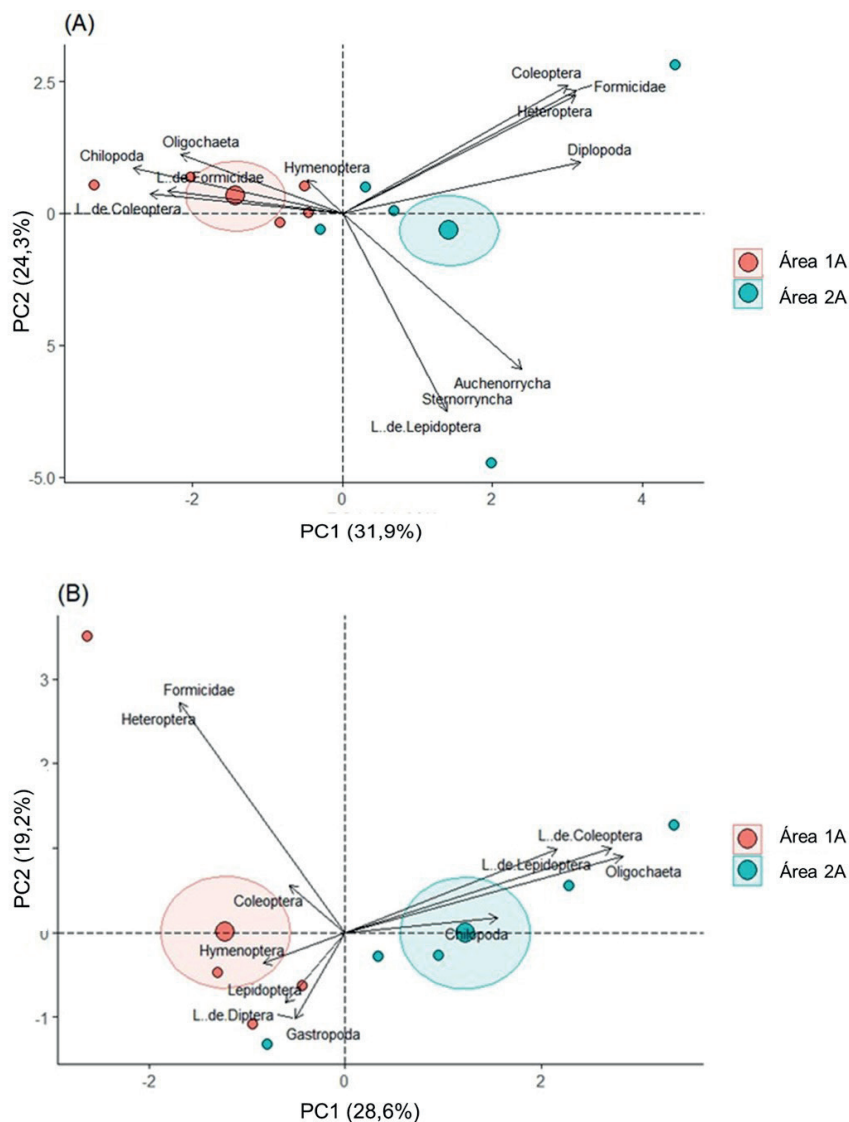 (A)
2.5
0
5
-5.0
PC2 (24,3%)
Coleoptera
Formicidae
Heteroptera
Diplopoda
Oligochaeta
Chilopoda
Hymenoptera
L..de.Formicidae
L..de.Coleoptera
Auchenorrycha
Sternorryncha
L..de.Lepidoptera
-2
0
2
4
PC1 (31,9%)
Área 1A
Área 2A
(B)
3
2
0
-1
PC2 (19,2%)
Formicidae
Heteroptera
L..de.Coleoptera
L..de.Lepidoptera
Oligochaeta
Coleoptera
Chilopoda
Hymenoptera
Lepidoptera
L..de.Diptera
Gastropoda
-2
0
2
PC1 (28,6%)
Área 1A
Área 2A